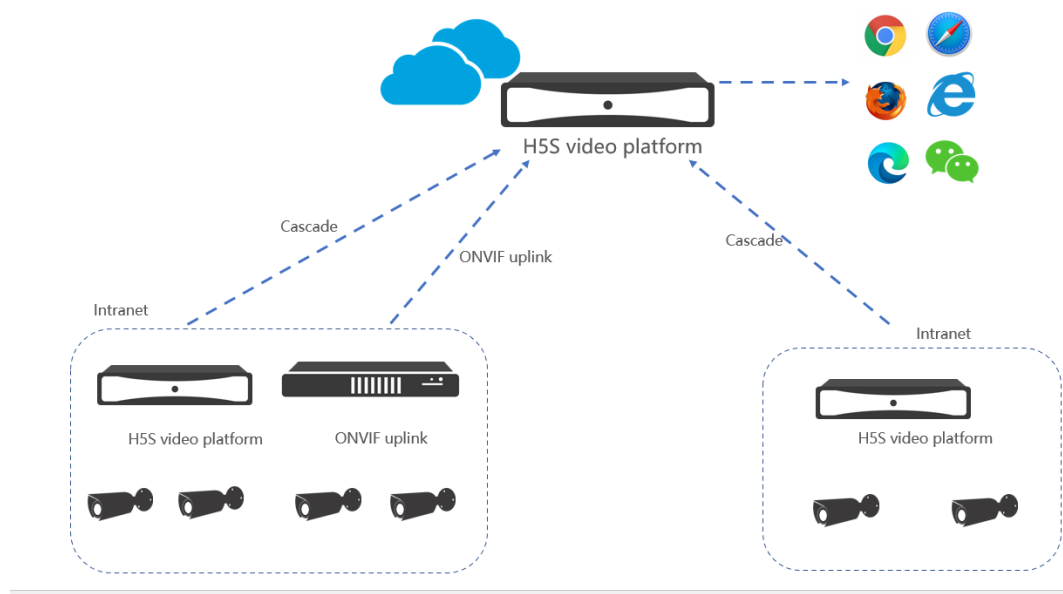 H5S video platform
Cascade
ONVIF uplink
Cascade
Intranet
Intranet
H5S video platform
ONVIF uplink
H5S video platform